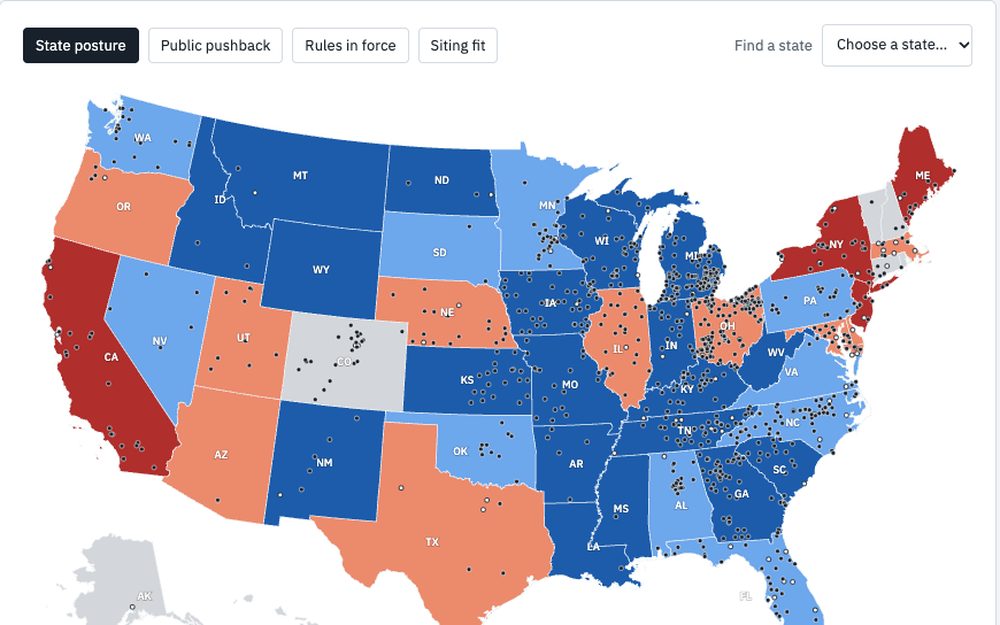 State posture
Public pushback
Rules in force
Siting fit
Find a state
Choose a state...
WA
OR
ID
MT
ND
MN
SD
WY
WI
MI
ME
NY
CA
NV
UT
CO
NE
IA
IL
IN
OH
PA
WV
VA
KS
MO
KY
AZ
NM
OK
AR
TN
NC
SC
TX
LA
MS
AL
GA
AK
FL